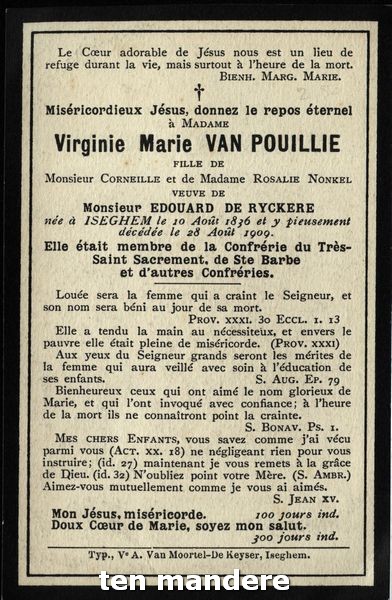 Le Cœur adorable de Jésus nous est un lieu de
refuge durant la vie, mais surtout à l'heure de la mort.
BIENH. MARG. MARIE.
†
Miséricordieux Jésus, donnez le repos éternel
à MADAME
Virginie Marie VAN POUILLIE
FILLE DE
Monsieur CORNEILLE et de Madame ROSALIE NONKEL
VEUVE DE
Monsieur EDOUARD DE RYCKERE
née à ISEGHEM le 10 Août 1836 et y pieusement
décédée le 28 Août 1909.
Elle était membre de la Confrérie du Très-
Saint Sacrement, de Ste Barbe
et d'autres Confréries.
Louée sera la femme qui a craint le Seigneur, et
son nom sera béni au jour de sa mort.
PROV. XXXI. 30 ECCL. 1. 13
Elle a tendu la main au nécessiteux, et envers le
pauvre elle était pleine de miséricorde. (PROV. XXXI)
Aux yeux du Seigneur grands seront les mérites de
la femme qui aura veillé avec soin à l'éducation de
ses enfants. S. AUG. EP. 79
Bienheureux ceux qui ont aimé le nom glorieux de
Marie, et qui l'ont invoqué avec confiance; à l'heure
de la mort ils ne connaîtront point la crainte.
S. BONAV. PS. 1.
MES CHERS ENFANTS, vous savez comme j'ai vécu
parmi vous (ACT. XX. 18) ne négligeant rien pour vous
instruire; (id. 27) maintenant je vous remets à la grâce
de Dieu. (id. 32) N'oubliez point votre Mère. (S. AMBR.)
Aimez-vous mutuellement comme je vous ai aimés.
S. JEAN XV.
Mon Jésus, miséricorde. 100 jours ind.
Doux Cœur de Marie, soyez mon salut.
300 jours ind.
Typ., Ve A. Van Moortel-De Keyser, Iseghem.
ten mandere